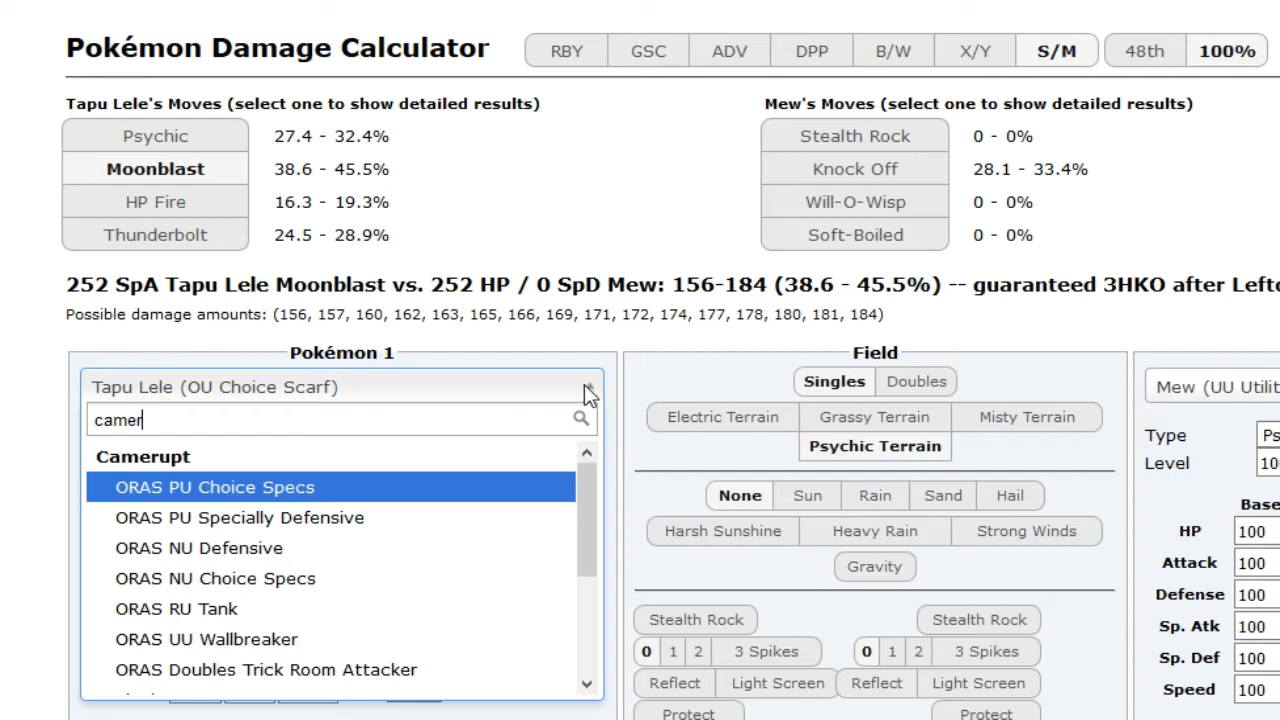 Pokémon Damage Calculator
RBY GSC ADV DPP B/W X/Y S/M 48th 100%
Tapu Lele's Moves (select one to show detailed results)
Psychic 27.4 - 32.4%
Moonblast 38.6 - 45.5%
HP Fire 16.3 - 19.3%
Thunderbolt 24.5 - 28.9%
Mew's Moves (select one to show detailed results)
Stealth Rock 0 - 0%
Knock Off 28.1 - 33.4%
Will-O-Wisp 0 - 0%
Soft-Boiled 0 - 0%
252 SpA Tapu Lele Moonblast vs. 252 HP / 0 SpD Mew: 156-184 (38.6 - 45.5%) -- guaranteed 3HKO after Lefto
Possible damage amounts: (156, 157, 160, 162, 163, 165, 166, 169, 171, 172, 174, 177, 178, 180, 181, 184)
Pokémon 1
Tapu Lele (OU Choice Scarf)
camer
Camerupt
ORAS PU Choice Specs
ORAS PU Specially Defensive
ORAS NU Defensive
ORAS NU Choice Specs
ORAS RU Tank
ORAS UU Wallbreaker
ORAS Doubles Trick Room Attacker
Field
Singles Doubles
Electric Terrain Grassy Terrain Misty Terrain
Psychic Terrain
None Sun Rain Sand Hail
Harsh Sunshine Heavy Rain Strong Winds
Gravity
Stealth Rock Stealth Rock
0 1 2 3 Spikes 0 1 2 3 Spikes
Reflect Light Screen Reflect Light Screen
Protect Protect
Mew (UU Utilit
Type Ps
Level 10
Base
HP 100
Attack 100
Defense 100
Sp. Atk 100
Sp. Def 100
Speed 100